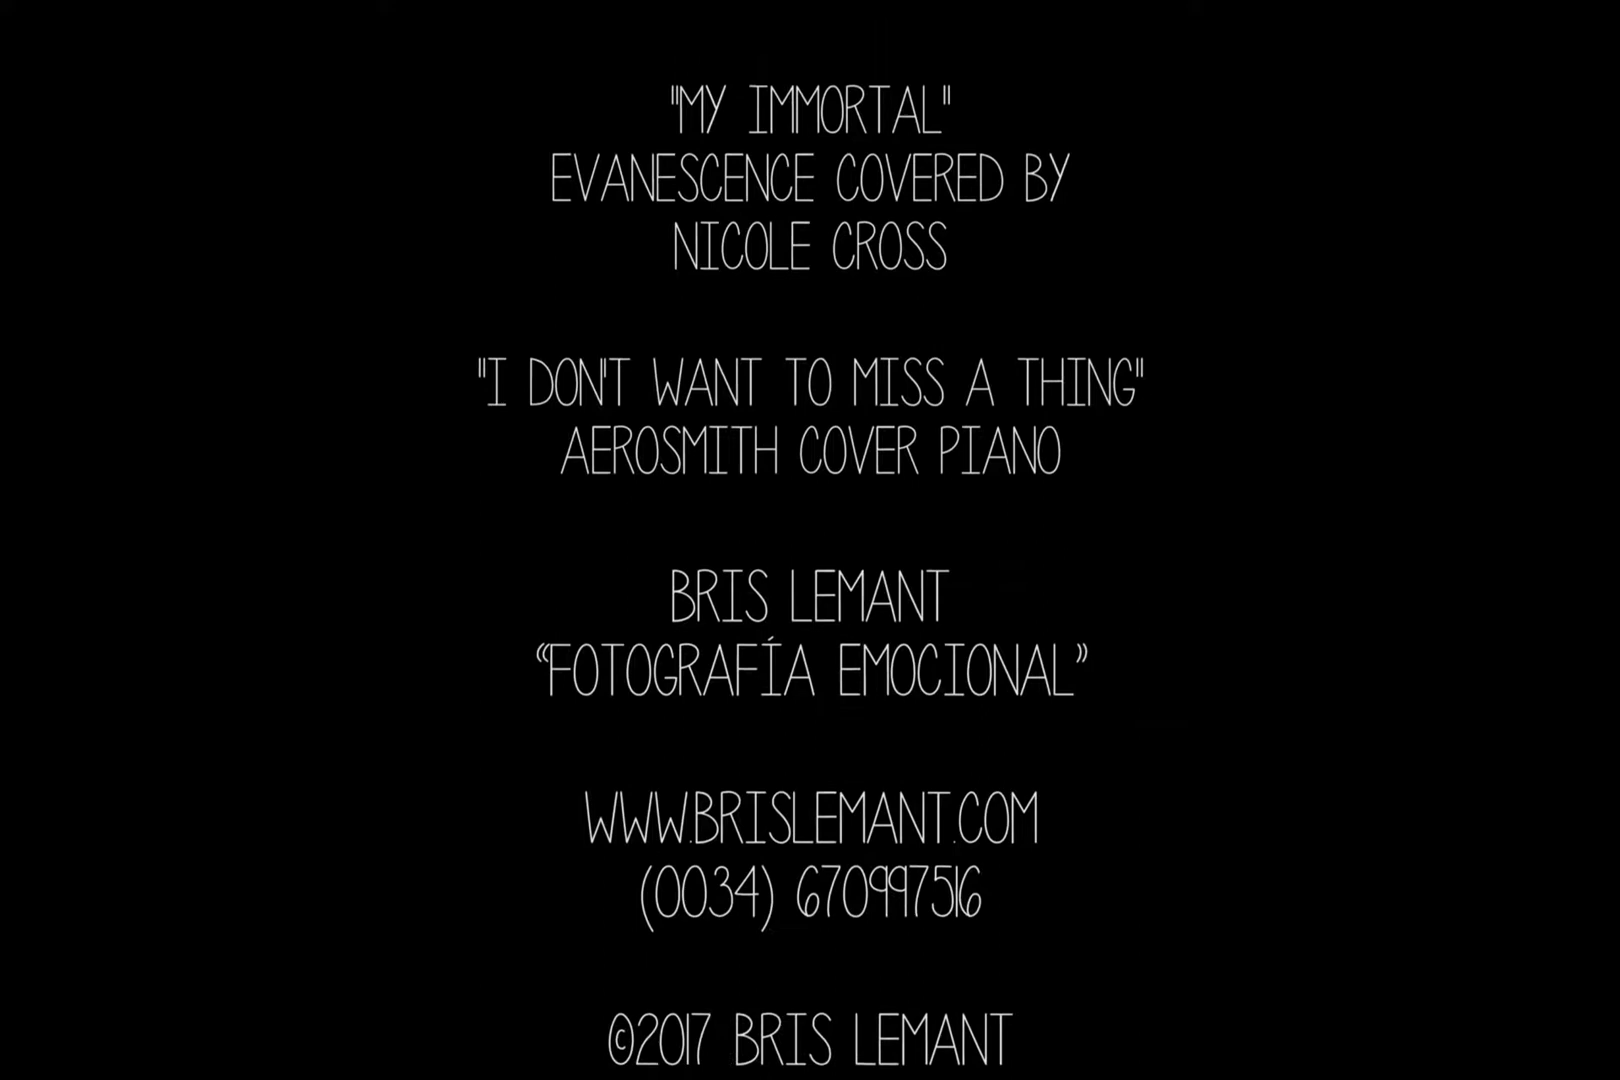 "MY IMMORTAL"
EVANESCENCE COVERED BY
NICOLE CROSS
"I DON'T WANT TO MISS A THING"
AEROSMITH COVER PIANO
BRIS LEMANT
“FOTOGRAFÍA EMOCIONAL”
WWW.BRISLEMANT.COM
(0034) 670997516
©2017 BRIS LEMANT